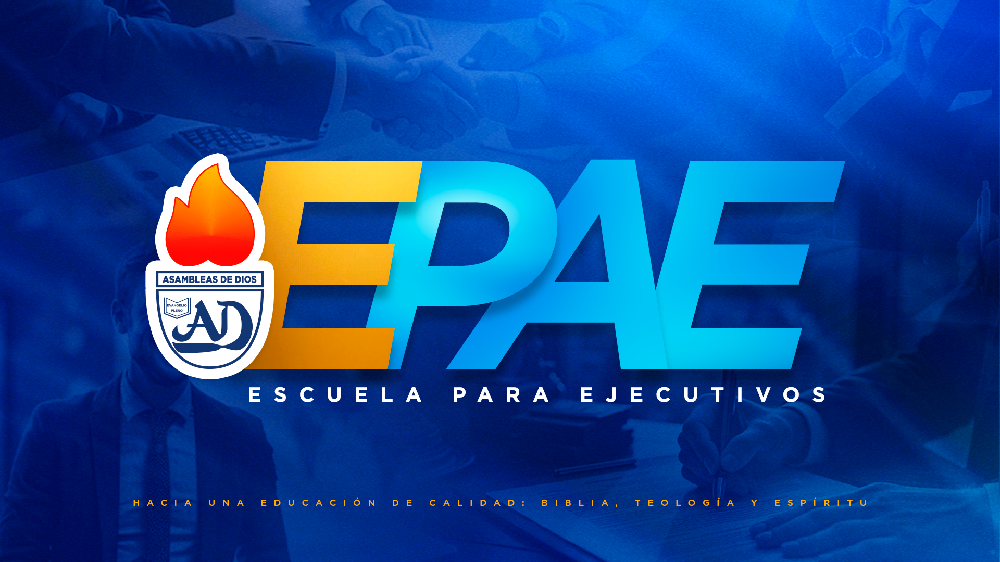 EPAE
ASAMBLEAS DE DIOS
EVANGELIO
PLENO
AD
ESCUELA PARA EJECUTIVOS
HACIA UNA EDUCACIÓN DE CALIDAD: BIBLIA, TEOLOGÍA Y ESPÍRITU